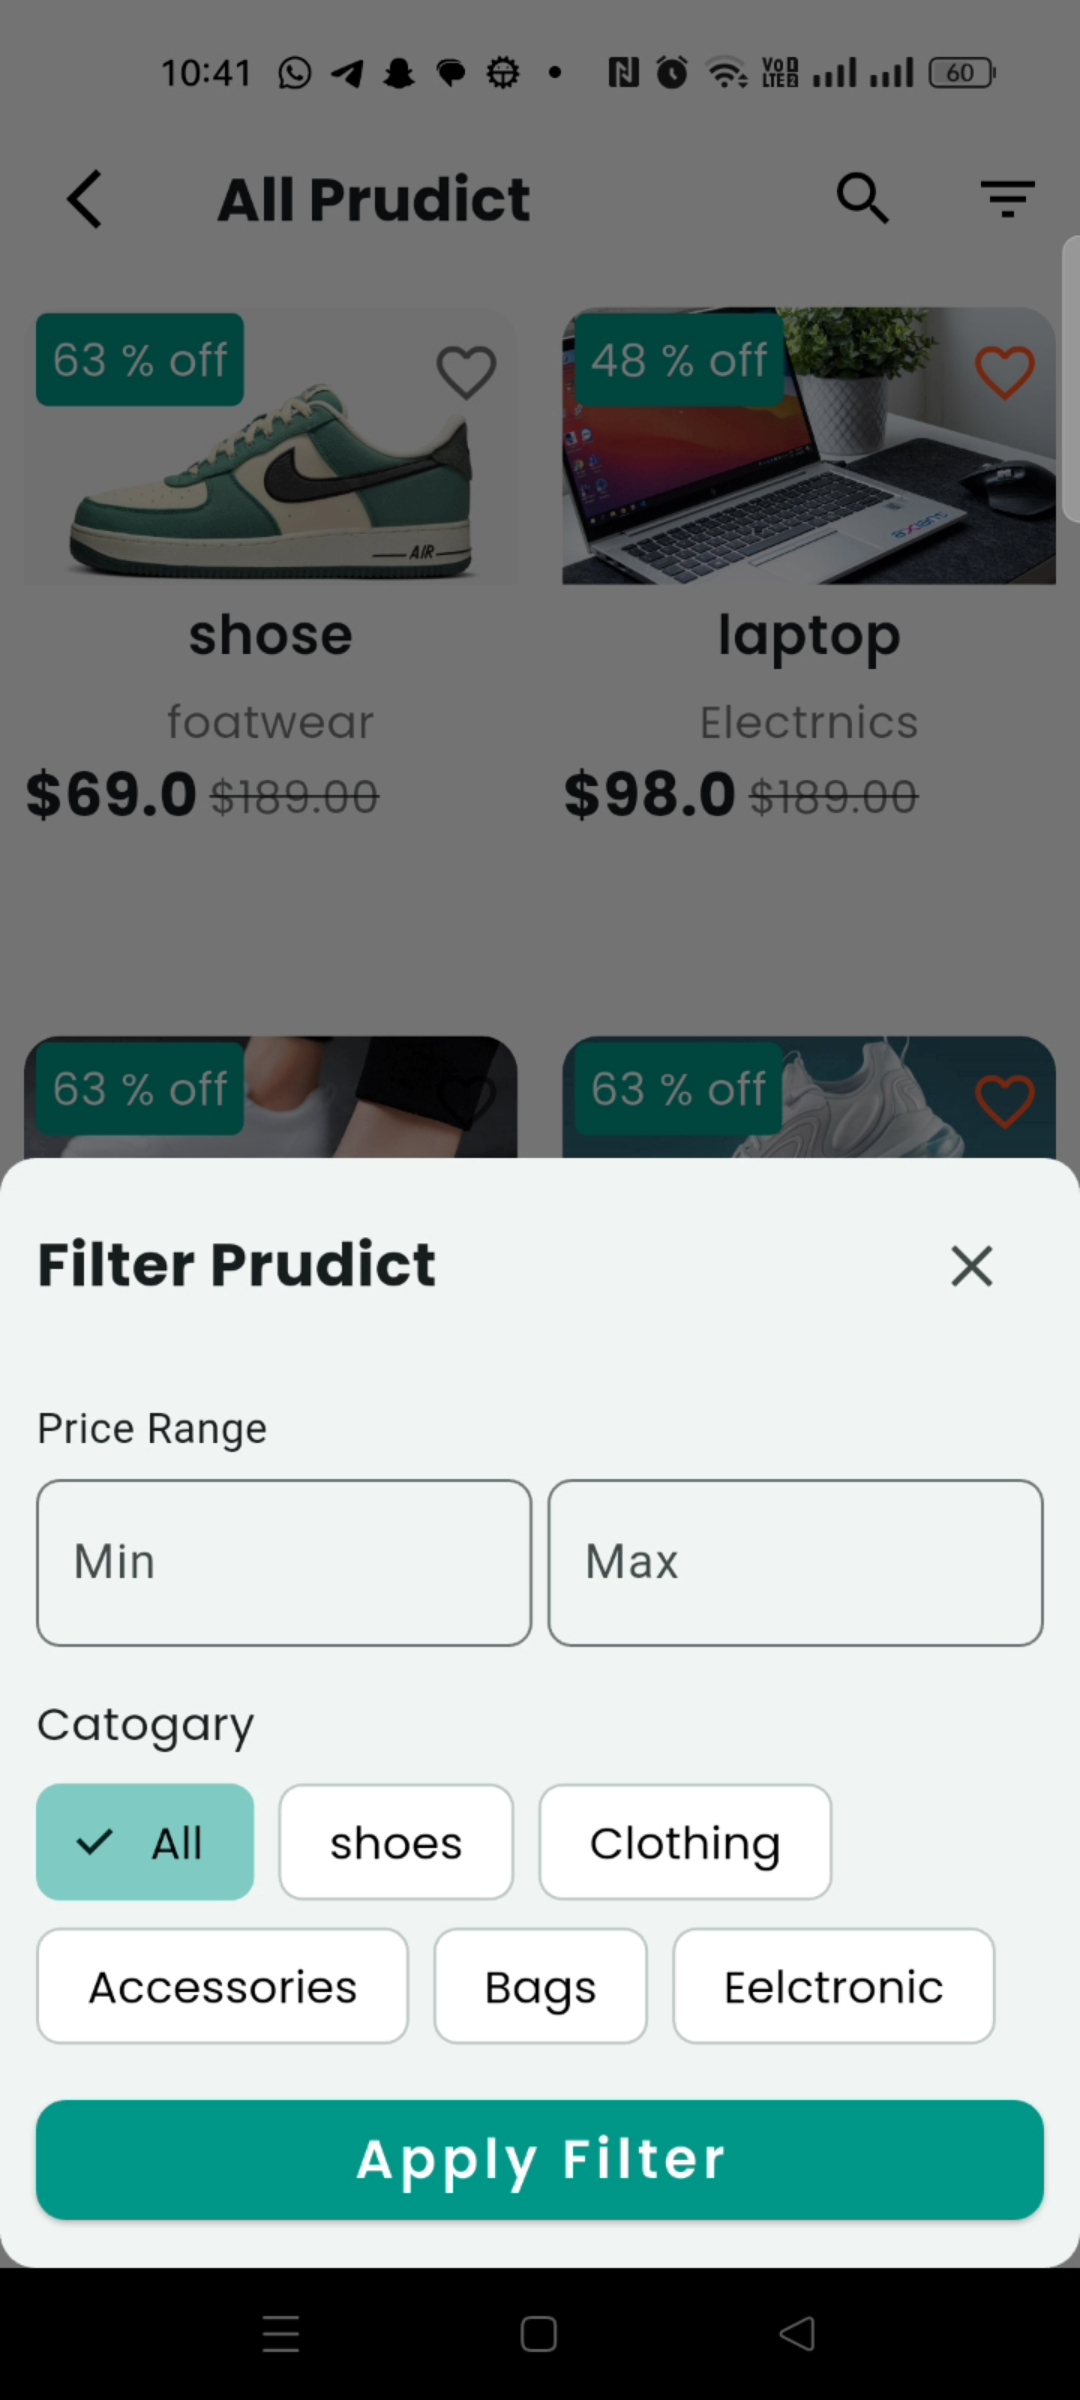 10:41 VoD LTE2 60
All Prudict
63 % off 48 % off
AIR
shose laptop
foatwear Electrnics
$69.0 $189.00 $98.0 $189.00
63 % off 63 % off
Filter Prudict
Price Range
Min Max
Catogary
All shoes Clothing
Accessories Bags Eelctronic
Apply Filter